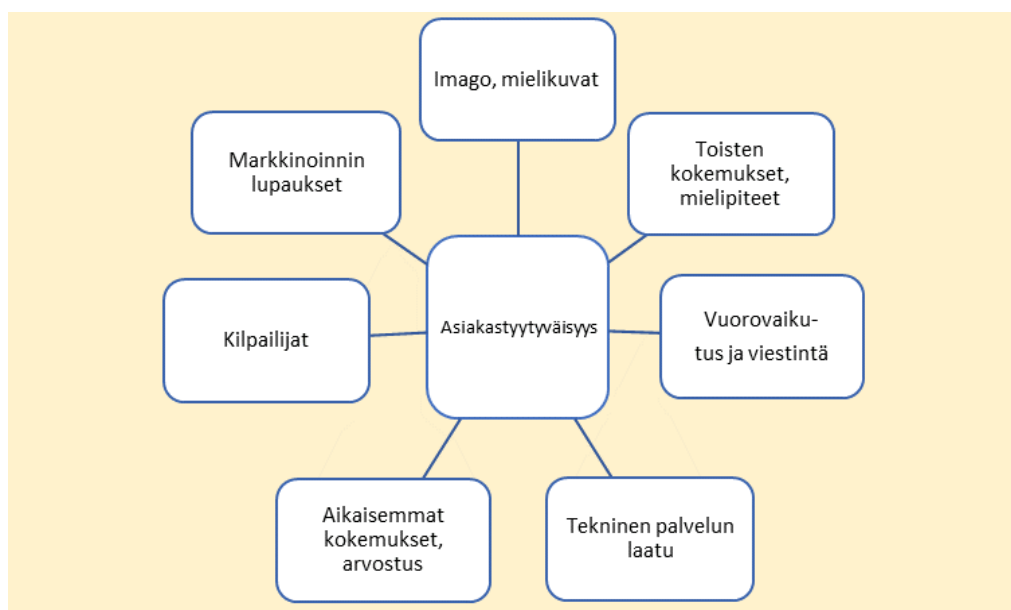 Imago, mielikuvat
Markkinoinnin
lupaukset
Toisten
kokemukset,
mielipiteet
Kilpailijat
Asiakastyytyväisyys
Vuorovaiku-
tus ja viestintä
Aikaisemmat
kokemukset,
arvostus
Tekninen palvelun
laatu